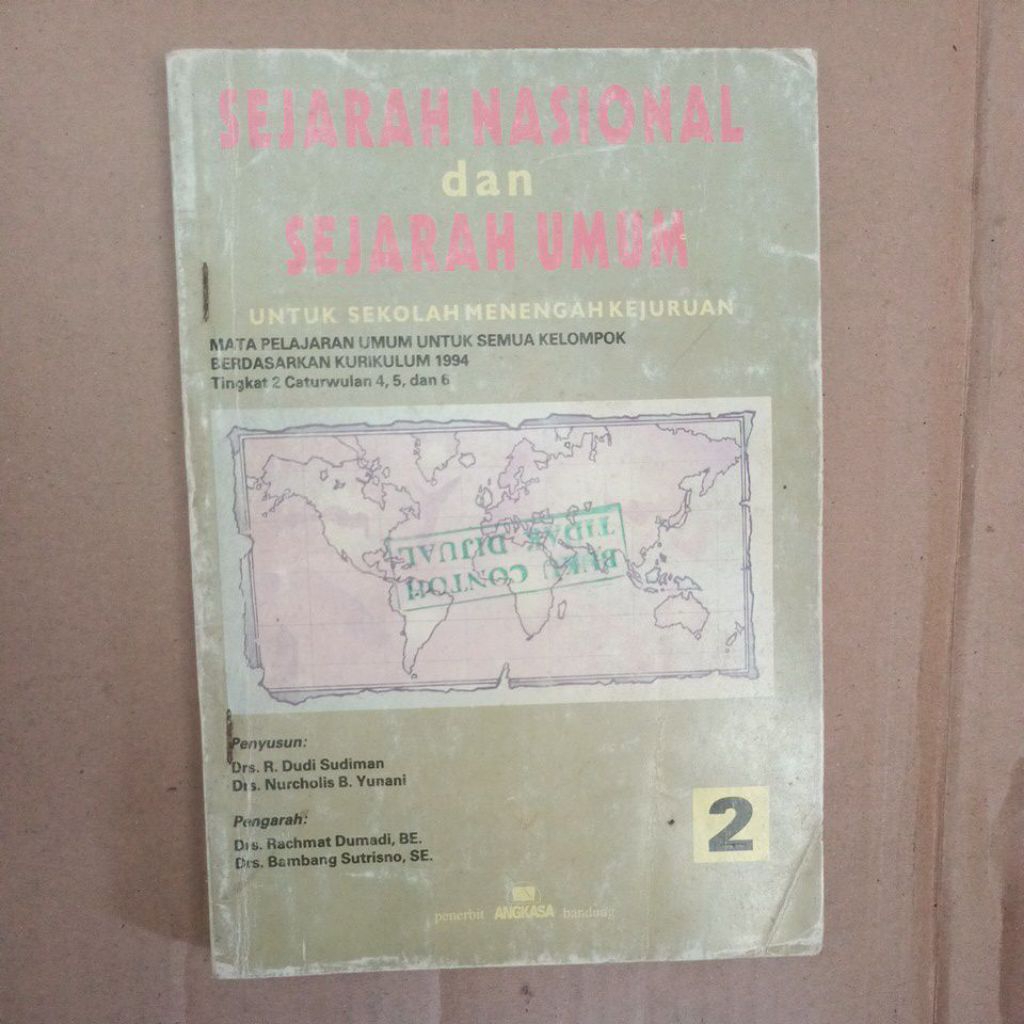 SEJARAH NASIONAL
dan
SEJARAH UMUM
UNTUK SEKOLAH MENENGAH KEJURUAN
MATA PELAJARAN UMUM UNTUK SEMUA KELOMPOK
BERDASARKAN KURIKULUM 1994
Tingkat 2 Caturwulan 4, 5, dan 6
BUKU CONTOH
TIDAK DIJUAL
Penyusun:
Drs. R. Dudi Sudiman
Drs. Nurcholis B. Yunani
Pengarah:
Drs. Rachmat Dumadi, BE.
Drs. Bambang Sutrisno, SE.
2
penerbit ANGKASA bandung